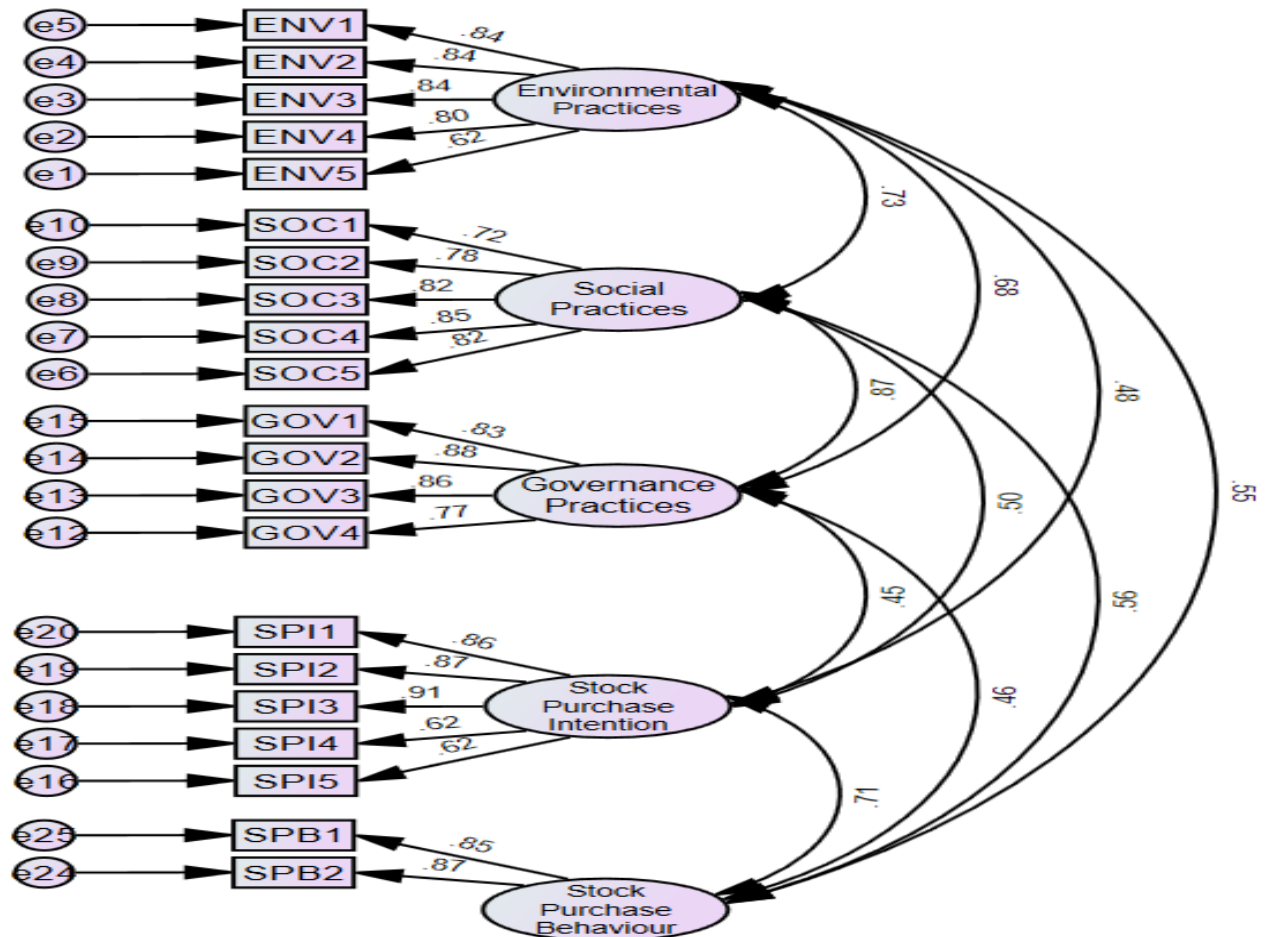 e5 ENV1 .84
e4 ENV2 .84
e3 ENV3 .84
e2 ENV4 .80
e1 ENV5 .62
Environmental
Practices
.73
e10 SOC1 .72
e9 SOC2 .78
e8 SOC3 .82
e7 SOC4 .85
e6 SOC5 .82
Social
Practices
.68
.87
.48
e15 GOV1 .83
e14 GOV2 .88
e13 GOV3 .86
e12 GOV4 .77
Governance
Practices
.50
.55
.45
.56
e20 SPI1 .86
e19 SPI2 .87
e18 SPI3 .91
e17 SPI4 .62
e16 SPI5 .62
Stock
Purchase
Intention
.46
.71
e25 SPB1 .85
e24 SPB2 .87
Stock
Purchase
Behaviour